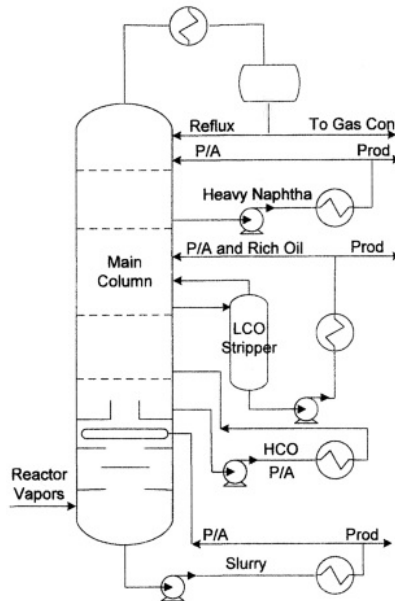 Reflux To Gas Con
P/A Prod
Heavy Naphtha
P/A and Rich Oil Prod
Main
Column
LCO
Stripper
HCO
P/A
Reactor
Vapors
P/A Prod
Slurry